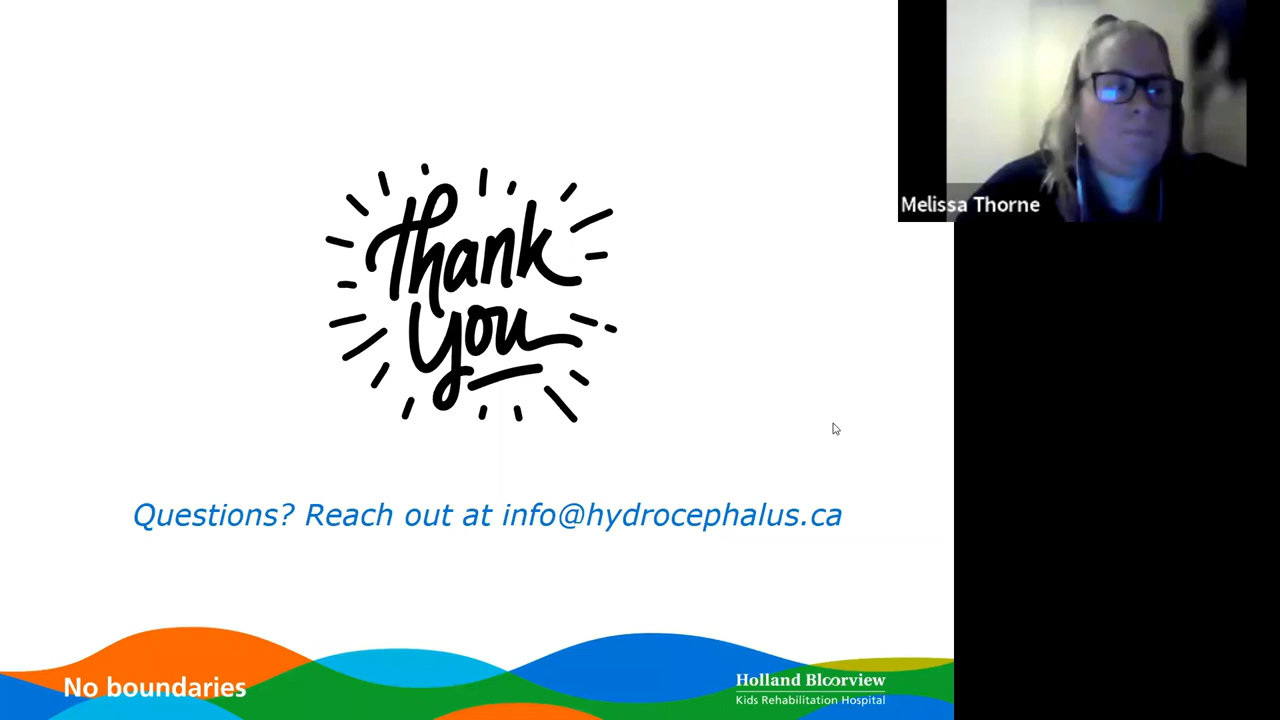 Melissa Thorne
Thank
You
Questions? Reach out at info@hydrocephalus.ca
No boundaries
Holland Bloorview
Kids Rehabilitation Hospital